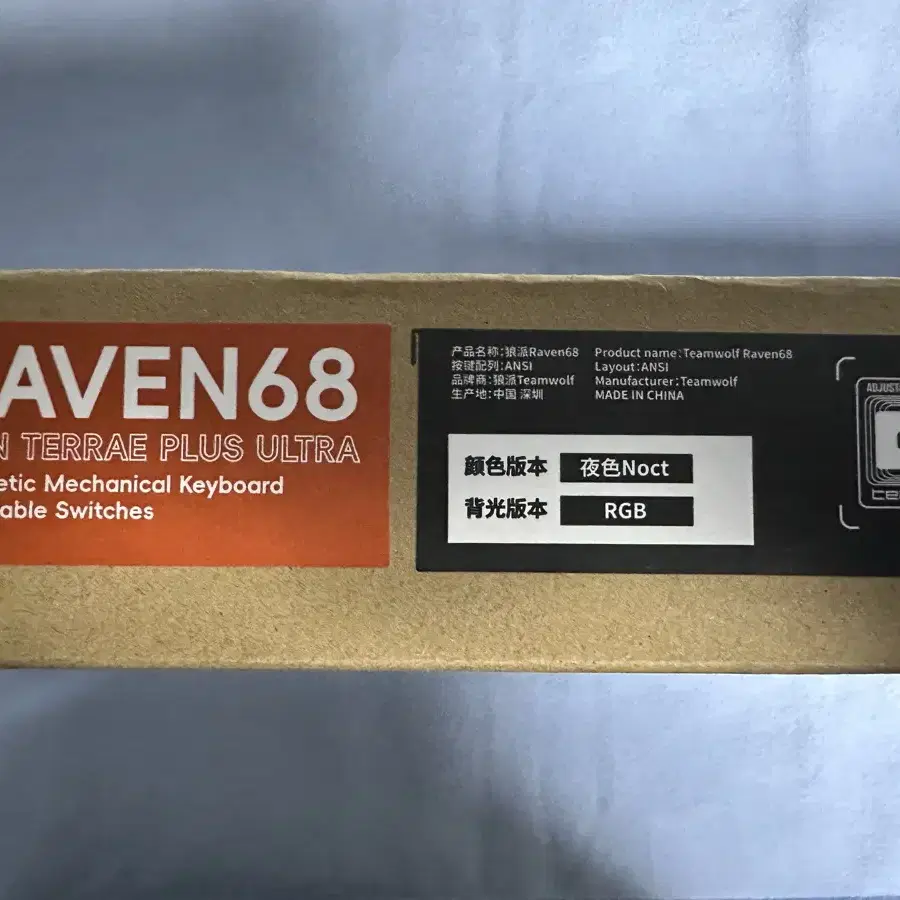 AVEN68
N TERRAE PLUS ULTRA
etic Mechanical Keyboard
able Switches
产品名称:狼派Raven68
按键配列:ANSI
品牌商:狼派Teamwolf
生产地:中国 深圳
Product name:Teamwolf Raven68
Layout:ANSI
Manufacturer:Teamwolf
MADE IN CHINA
颜色版本 夜色Noct
背光版本 RGB
ADJUST